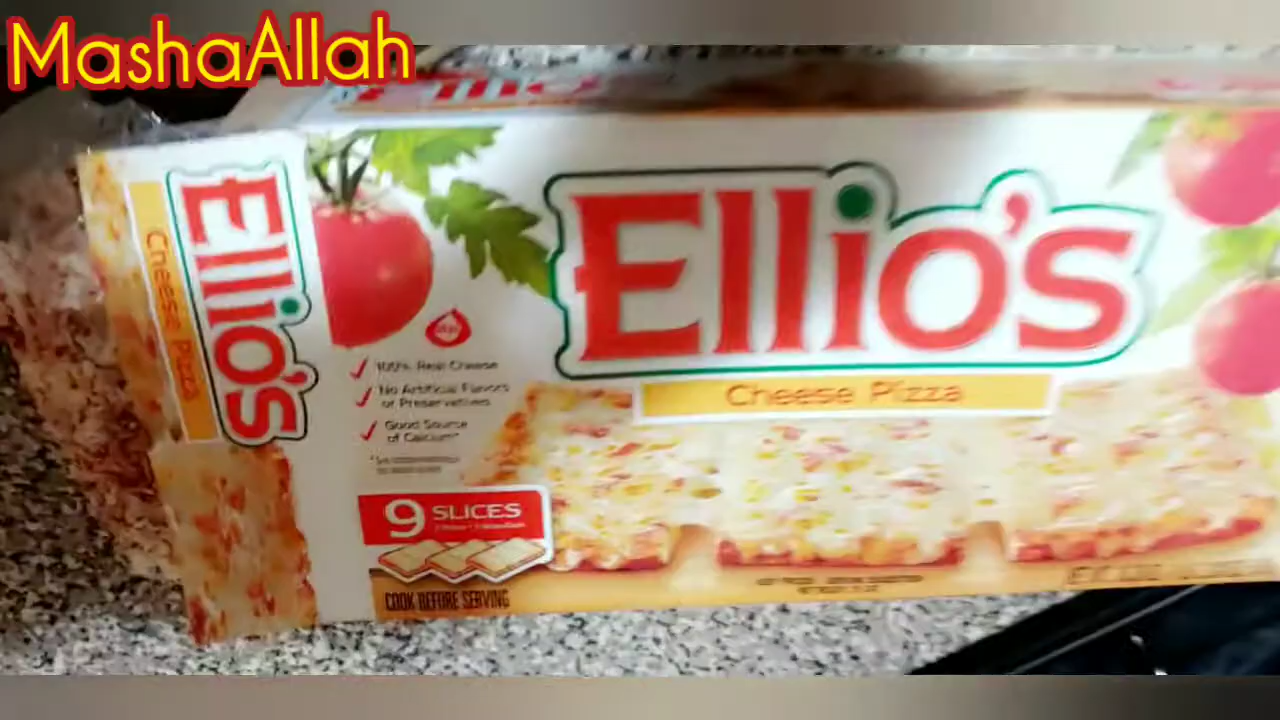 MashaAllah
Ellio's
Cheese Pizza
Ellio's
Cheese Pizza
100% Real Cheese
No Artificial Flavors
or Preservatives
Good Source
of Calcium*
9 SLICES
COOK BEFORE SERVING